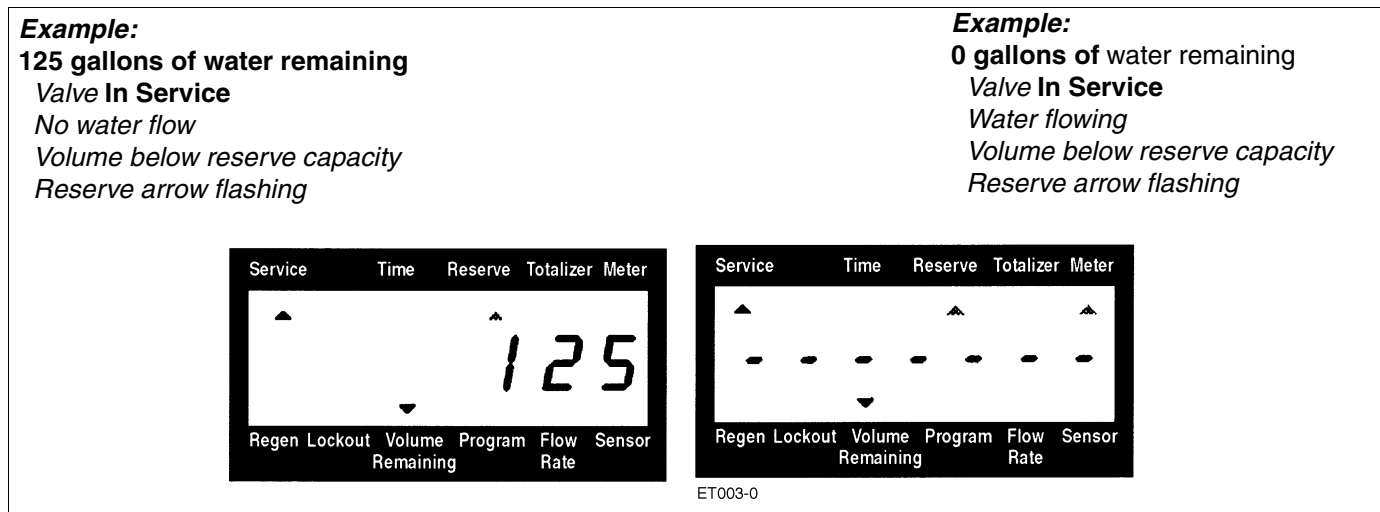 Example:
125 gallons of water remaining
Valve In Service
No water flow
Volume below reserve capacity
Reserve arrow flashing
Example:
0 gallons of water remaining
Valve In Service
Water flowing
Volume below reserve capacity
Reserve arrow flashing
Service Time Reserve Totalizer Meter
125
Regen Lockout Volume Remaining Program Flow Rate Sensor
Service Time Reserve Totalizer Meter
- - - - - - -
Regen Lockout Volume Remaining Program Flow Rate Sensor
ET003-0